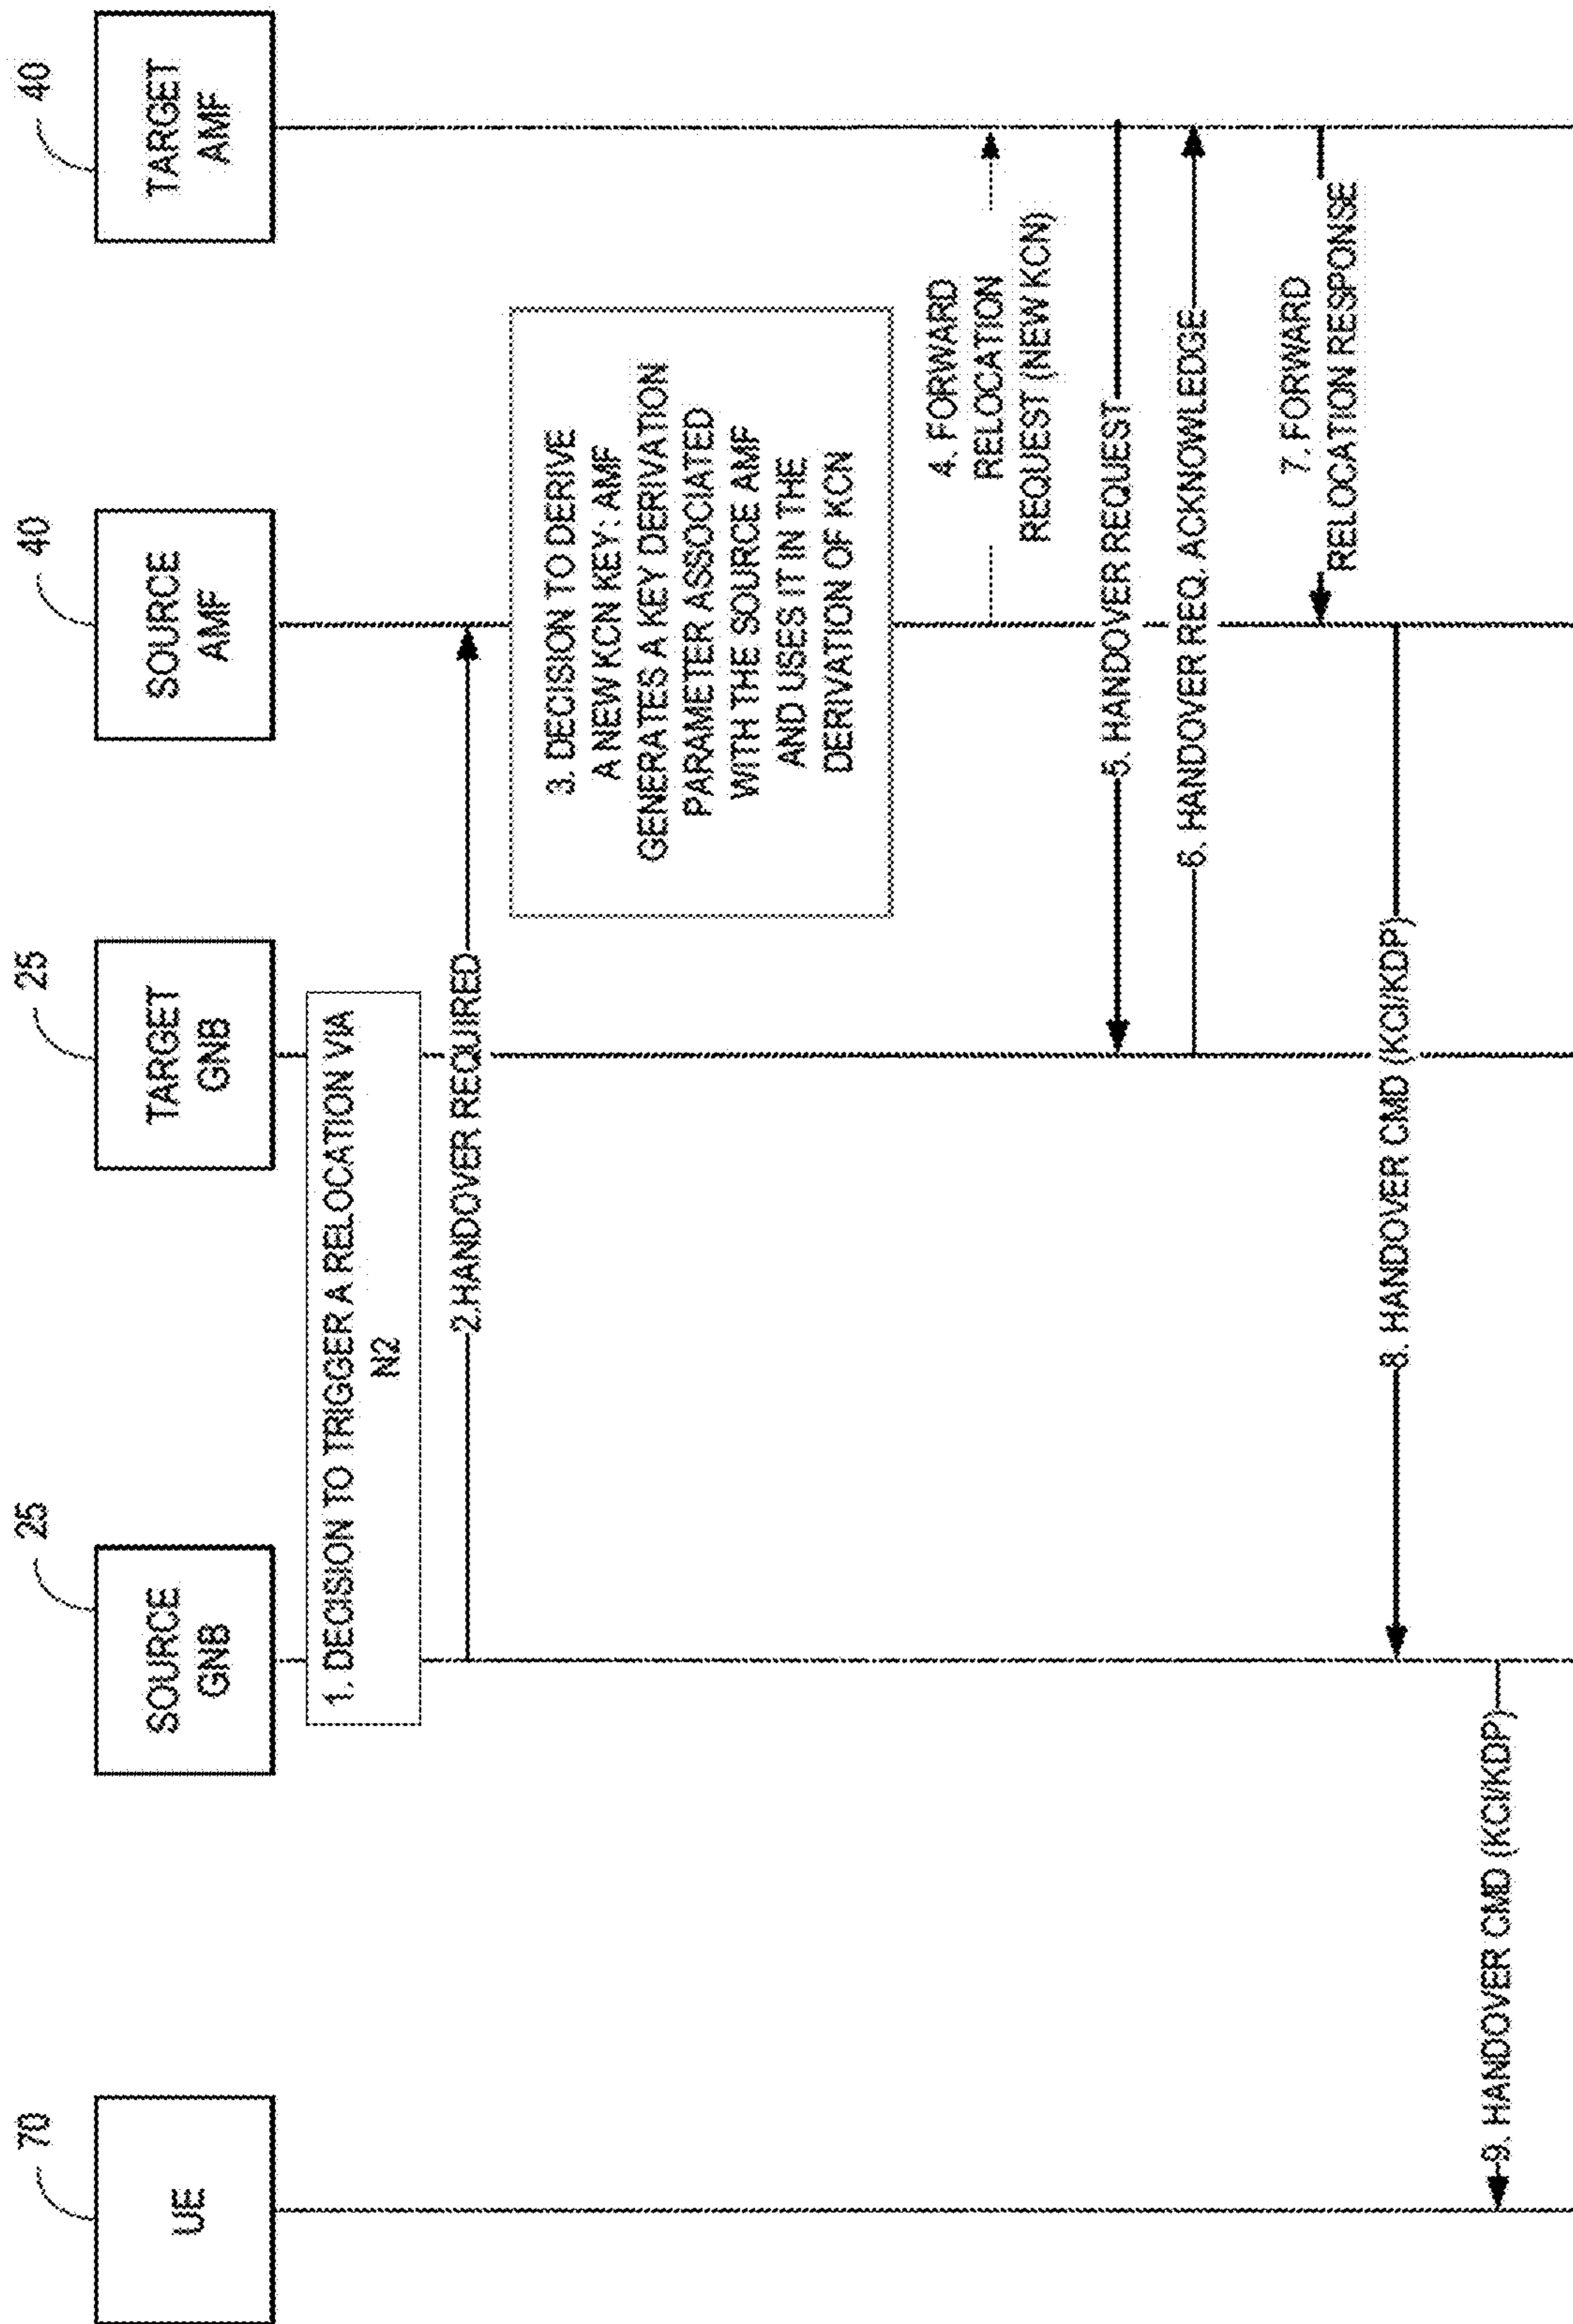 70
25
25
40
40
UE
SOURCE
GNB
TARGET
GNB
SOURCE
AMF
TARGET
AMF
1. DECISION TO TRIGGER A RELOCATION VIA
N2
2.HANDOVER REQUIRED
3. DECISION TO DERIVE
A NEW KCN KEY: AMF
GENERATES A KEY DERIVATION
PARAMETER ASSOCIATED
WITH THE SOURCE AMF
AND USES IT IN THE
DERIVATION OF KCN
4. FORWARD
RELOCATION
REQUEST (NEW KCN)
5. HANDOVER REQUEST
6. HANDOVER REQ. ACKNOWLEDGE
7. FORWARD
RELOCATION RESPONSE
8. HANDOVER CMD (KCI/KDP)
9. HANDOVER CMD (KCI/KDP)